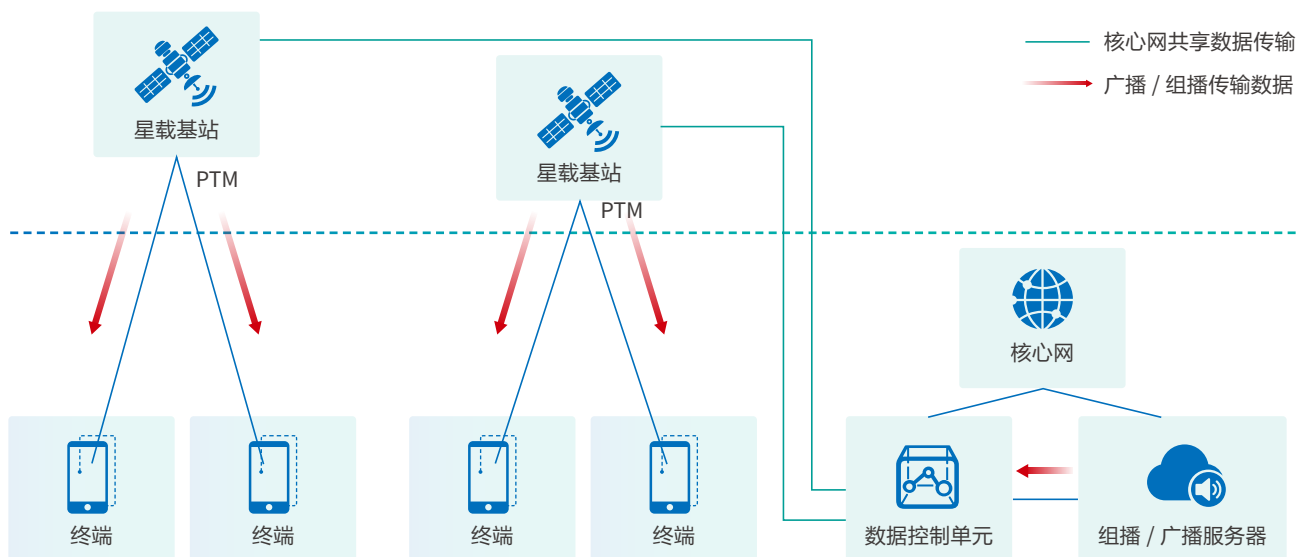 核心网共享数据传输
广播 / 组播传输数据
星载基站
PTM
星载基站
PTM
核心网
终端
终端
终端
终端
数据控制单元
组播 / 广播服务器